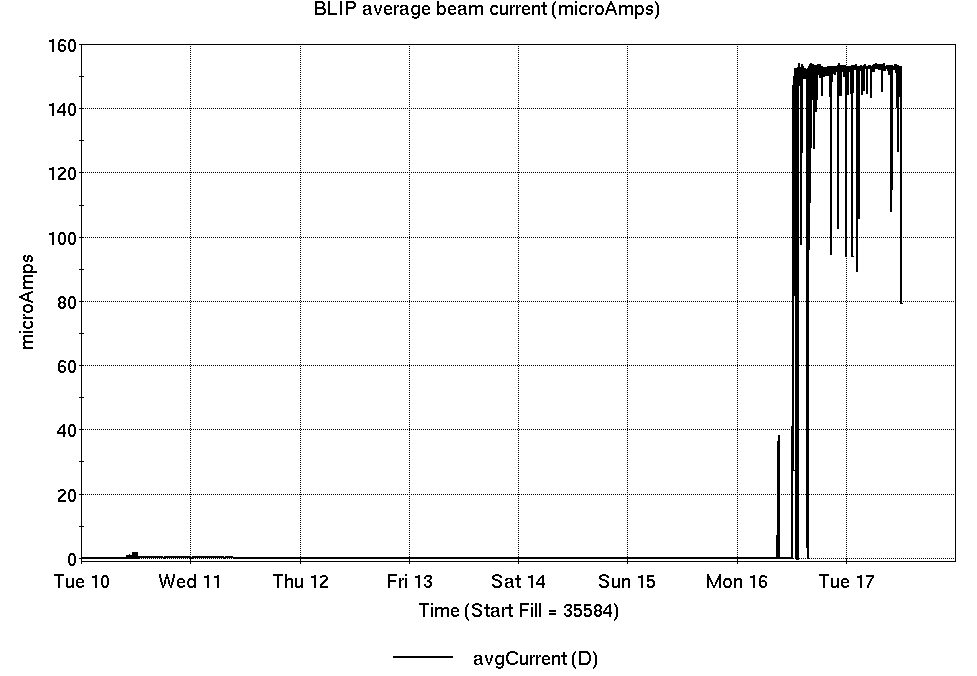 BLIP average beam current (microAmps)
160
140
120
100
80
60
40
20
0
microAmps
Tue 10 Wed 11 Thu 12 Fri 13 Sat 14 Sun 15 Mon 16 Tue 17
Time (Start Fill = 35584)
avgCurrent (D)